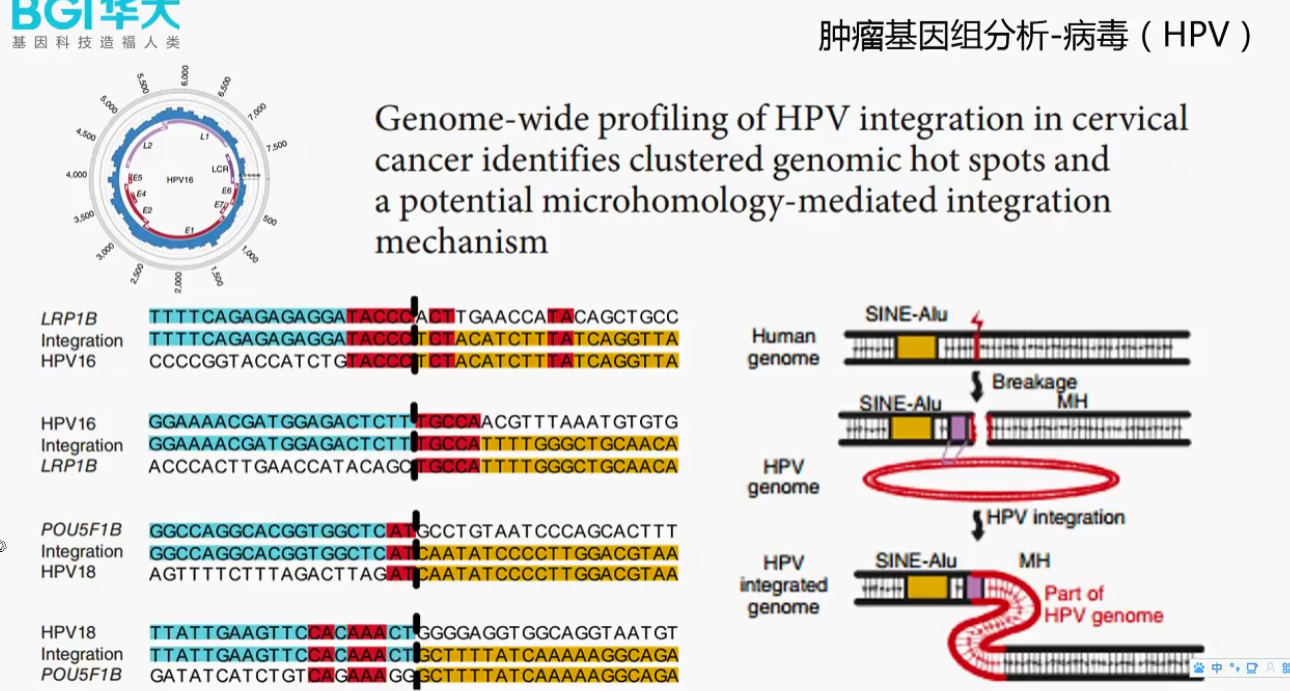 BGI华大
基因科技造福人类
肿瘤基因组分析-病毒（HPV）
5,500
6,000
6,500
5,000
7,000
4,500
7,500
4,000
3,500
500
3,000
1,000
2,500
2,000
1,500
L1
L2
LCR
HPV16
E5
E4
E2
E6
E7
E1
Genome-wide profiling of HPV integration in cervical
cancer identifies clustered genomic hot spots and
a potential microhomology-mediated integration
mechanism
LRP1B TTTTCAGAGAGAGGATACCCACTTGAACCATACAGCTGCC
Integration TTTTCAGAGAGAGGATACCCTCTACATCTTTATCAGGTTA
HPV16 CCCCGGTACCATCTGTACCCTCTACATCTTTATCAGGTTA
HPV16 GGAAAACGATGGAGACTCTTTGCCAACGTTTAAATGTGTG
Integration GGAAAACGATGGAGACTCTTTGCCATTTTGGGCTGCAACA
LRP1B ACCCACTTGAACCATACAGCTGCCATTTTGGGCTGCAACA
POU5F1B GGCCAGGCACGGTGGCTCATGCCTGTAATCCCAGCACTTT
Integration GGCCAGGCACGGTGGCTCATCAATATCCCCTTGGACGTAA
HPV18 AGTTTTCTTTAGACTTAGATCAATATCCCCTTGGACGTAA
HPV18 TTATTGAAGTTCCACAAACTGGGGAGGTGGCAGGTAATGT
Integration TTATTGAAGTTCCACAAACTGCTTTTATCAAAAAGGCAGA
POU5F1B GATATCATCTGTCAGAAAGGGCTTTTATCAAAAAGGCAGA
SINE-Alu
Human
genome
Breakage
SINE-Alu MH
HPV
genome
HPV integration
SINE-Alu MH
HPV
integrated
genome
Part of
HPV genome
中